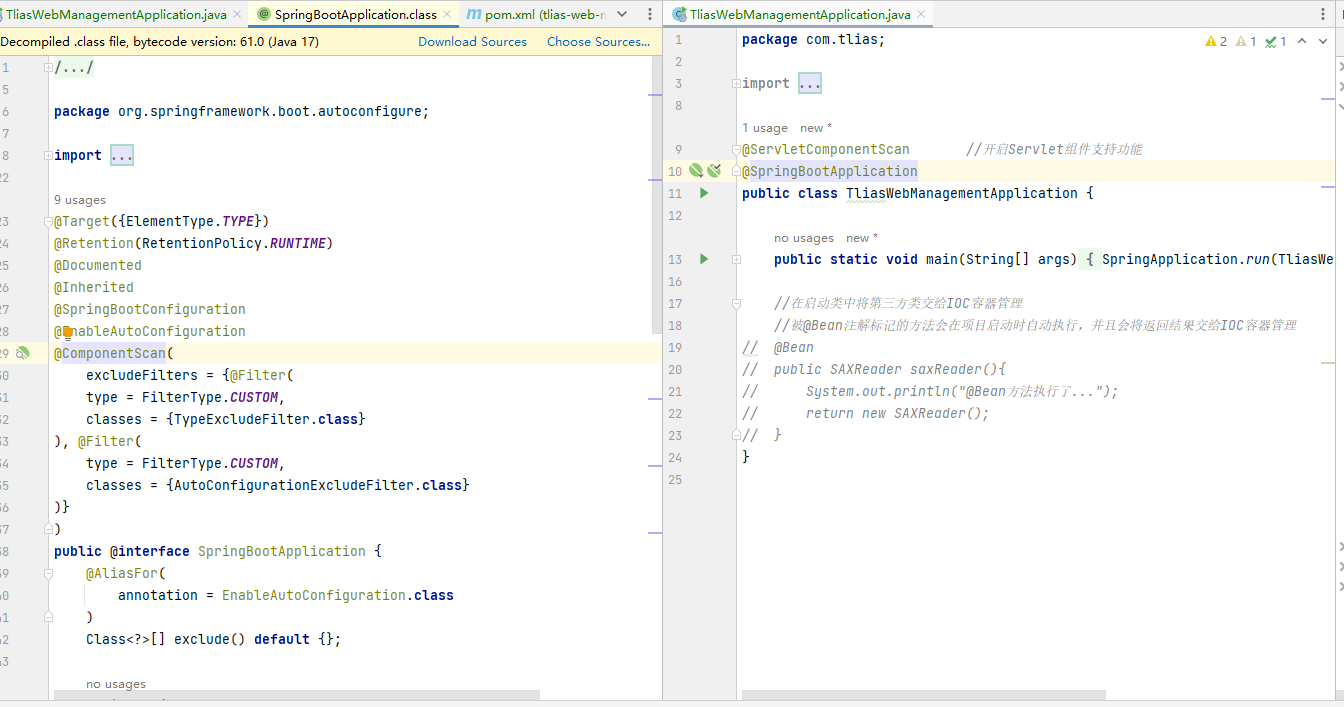 TliasWebManagementApplication.java
SpringBootApplication.class
pom.xml (tlias-web-
Decompiled .class file, bytecode version: 61.0 (Java 17)
Download Sources
Choose Sources...
1 /.../
5
6 package org.springframework.boot.autoconfigure;
7
8 import ...
22
9 usages
23 @Target({ElementType.TYPE})
24 @Retention(RetentionPolicy.RUNTIME)
25 @Documented
26 @Inherited
27 @SpringBootConfiguration
28 @EnableAutoConfiguration
29 @ComponentScan(
30 excludeFilters = {@Filter(
31 type = FilterType.CUSTOM,
32 classes = {TypeExcludeFilter.class}
33 ), @Filter(
34 type = FilterType.CUSTOM,
35 classes = {AutoConfigurationExcludeFilter.class}
36 )}
37 )
38 public @interface SpringBootApplication {
39 @AliasFor(
40 annotation = EnableAutoConfiguration.class
41 )
42 Class<?>[] exclude() default {};
43
no usages
TliasWebManagementApplication.java
1 package com.tlias;
2 1 1
2
3 import ...
8
1 usage new *
9 @ServletComponentScan //开启Servlet组件支持功能
10 @SpringBootApplication
11 public class TliasWebManagementApplication {
12
no usages new *
13 public static void main(String[] args) { SpringApplication.run(TliasWe
16
17 //在启动类中将第三方类交给IOC容器管理
18 //被@Bean注解标记的方法会在项目启动时自动执行，并且会将返回结果交给IOC容器管理
19 // @Bean
20 // public SAXReader saxReader(){
21 // System.out.println("@Bean方法执行了...");
22 // return new SAXReader();
23 // }
24 }
25